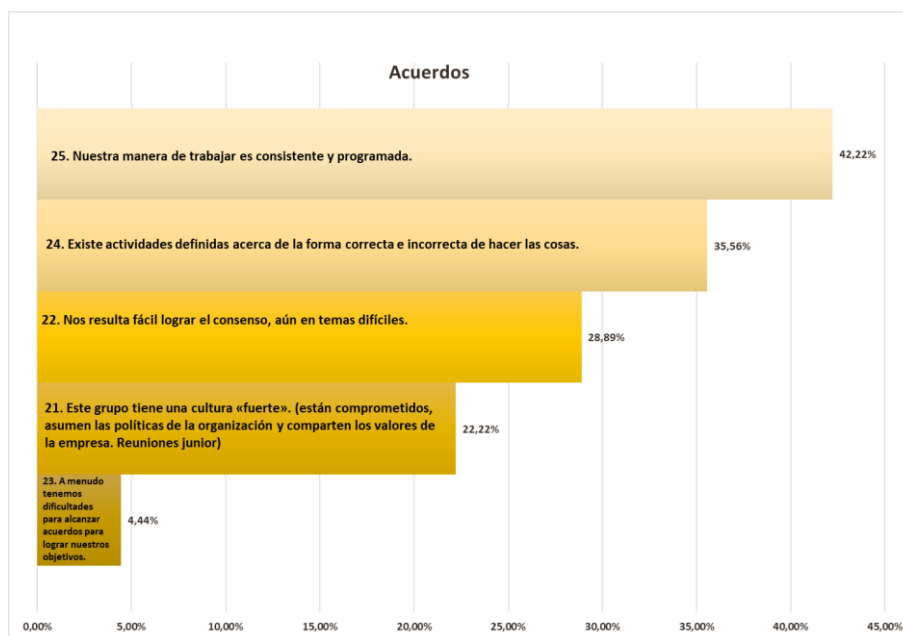 Acuerdos
25. Nuestra manera de trabajar es consistente y programada.
42,22%
24. Existe actividades definidas acerca de la forma correcta e incorrecta de hacer las cosas.
35,56%
22. Nos resulta fácil lograr el consenso, aún en temas difíciles.
28,89%
21. Este grupo tiene una cultura «fuerte». (están comprometidos,
asumen las políticas de la organización y comparten los valores de
la empresa. Reuniones junior)
22,22%
23. A menudo
tenemos
dificultades
para alcanzar
acuerdos para
lograr nuestros
objetivos.
4,44%
0,00% 5,00% 10,00% 15,00% 20,00% 25,00% 30,00% 35,00% 40,00% 45,00%